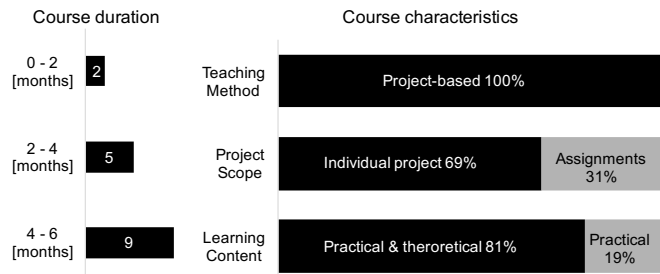 Course duration
0 - 2
[months]
2
2 - 4
[months]
5
4 - 6
[months]
9
Course characteristics
Teaching
Method
Project-based 100%
Project
Scope
Individual project 69%
Assignments
31%
Learning
Content
Practical & theroretical 81%
Practical
19%